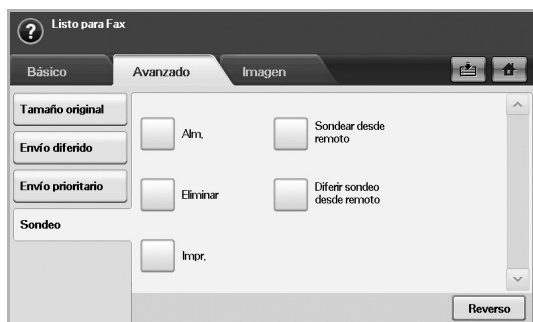 Listo para Fax
Básico
Avanzado
Imagen
Tamaño original
Envío diferido
Envío prioritario
Sondeo
Alm.
Sondear desde
remoto
Eliminar
Diferir sondeo
desde remoto
Impr.
Reverso